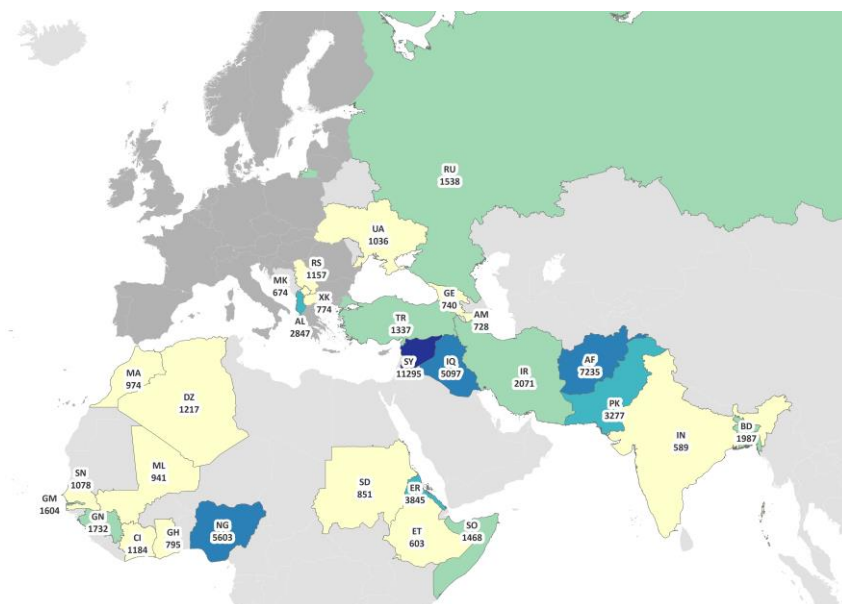 RU
1538
UA
1036
RS
1157
MK
674
XK
774
AL
2847
GE
740
AM
728
TR
1337
SY
11295
IQ
5097
IR
2071
AF
7235
PK
3277
IN
589
BD
1987
MA
974
DZ
1217
ML
941
SN
1078
GM
1604
GN
1732
CI
1184
GH
795
NG
5603
SD
851
ER
3845
ET
603
SO
1468